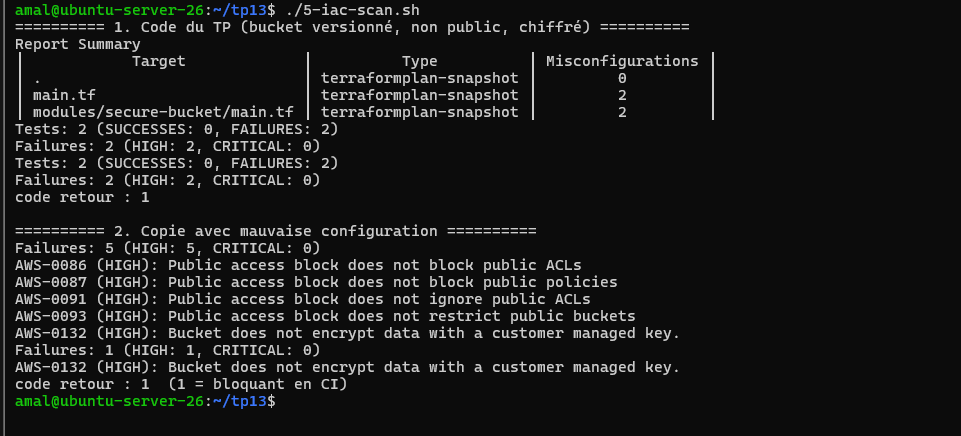 amal@ubuntu-server-26:~/tp13$ ./5-iac-scan.sh
========== 1. Code du TP (bucket versionné, non public, chiffré) ==========
Report Summary
Target Type Misconfigurations
. terraformplan-snapshot 0
main.tf terraformplan-snapshot 2
modules/secure-bucket/main.tf terraformplan-snapshot 2
Tests: 2 (SUCCESSES: 0, FAILURES: 2)
Failures: 2 (HIGH: 2, CRITICAL: 0)
Tests: 2 (SUCCESSES: 0, FAILURES: 2)
Failures: 2 (HIGH: 2, CRITICAL: 0)
code retour : 1
========== 2. Copie avec mauvaise configuration ==========
Failures: 5 (HIGH: 5, CRITICAL: 0)
AWS-0086 (HIGH): Public access block does not block public ACLs
AWS-0087 (HIGH): Public access block does not block public policies
AWS-0091 (HIGH): Public access block does not ignore public ACLs
AWS-0093 (HIGH): Public access block does not restrict public buckets
AWS-0132 (HIGH): Bucket does not encrypt data with a customer managed key.
Failures: 1 (HIGH: 1, CRITICAL: 0)
AWS-0132 (HIGH): Bucket does not encrypt data with a customer managed key.
code retour : 1  (1 = bloquant en CI)
amal@ubuntu-server-26:~/tp13$